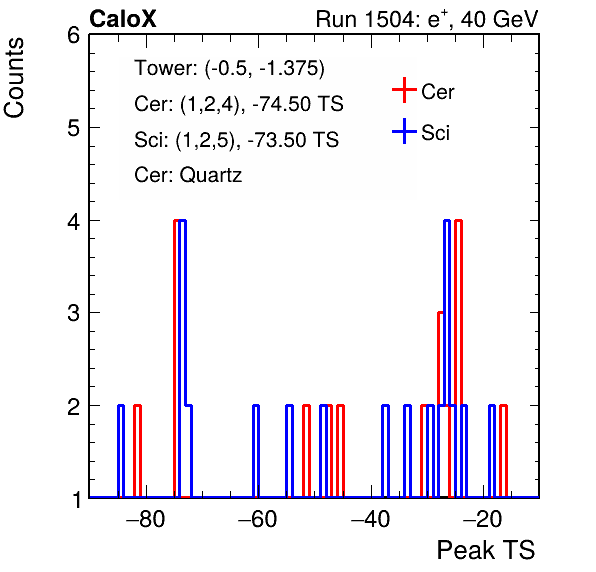 CaloX Run 1504: e⁺, 40 GeV
Counts
6
Tower: (-0.5, -1.375)
Cer: (1,2,4), -74.50 TS
Sci: (1,2,5), -73.50 TS
Cer: Quartz
Cer
Sci
5
4
3
2
1
−80 −60 −40 −20
Peak TS